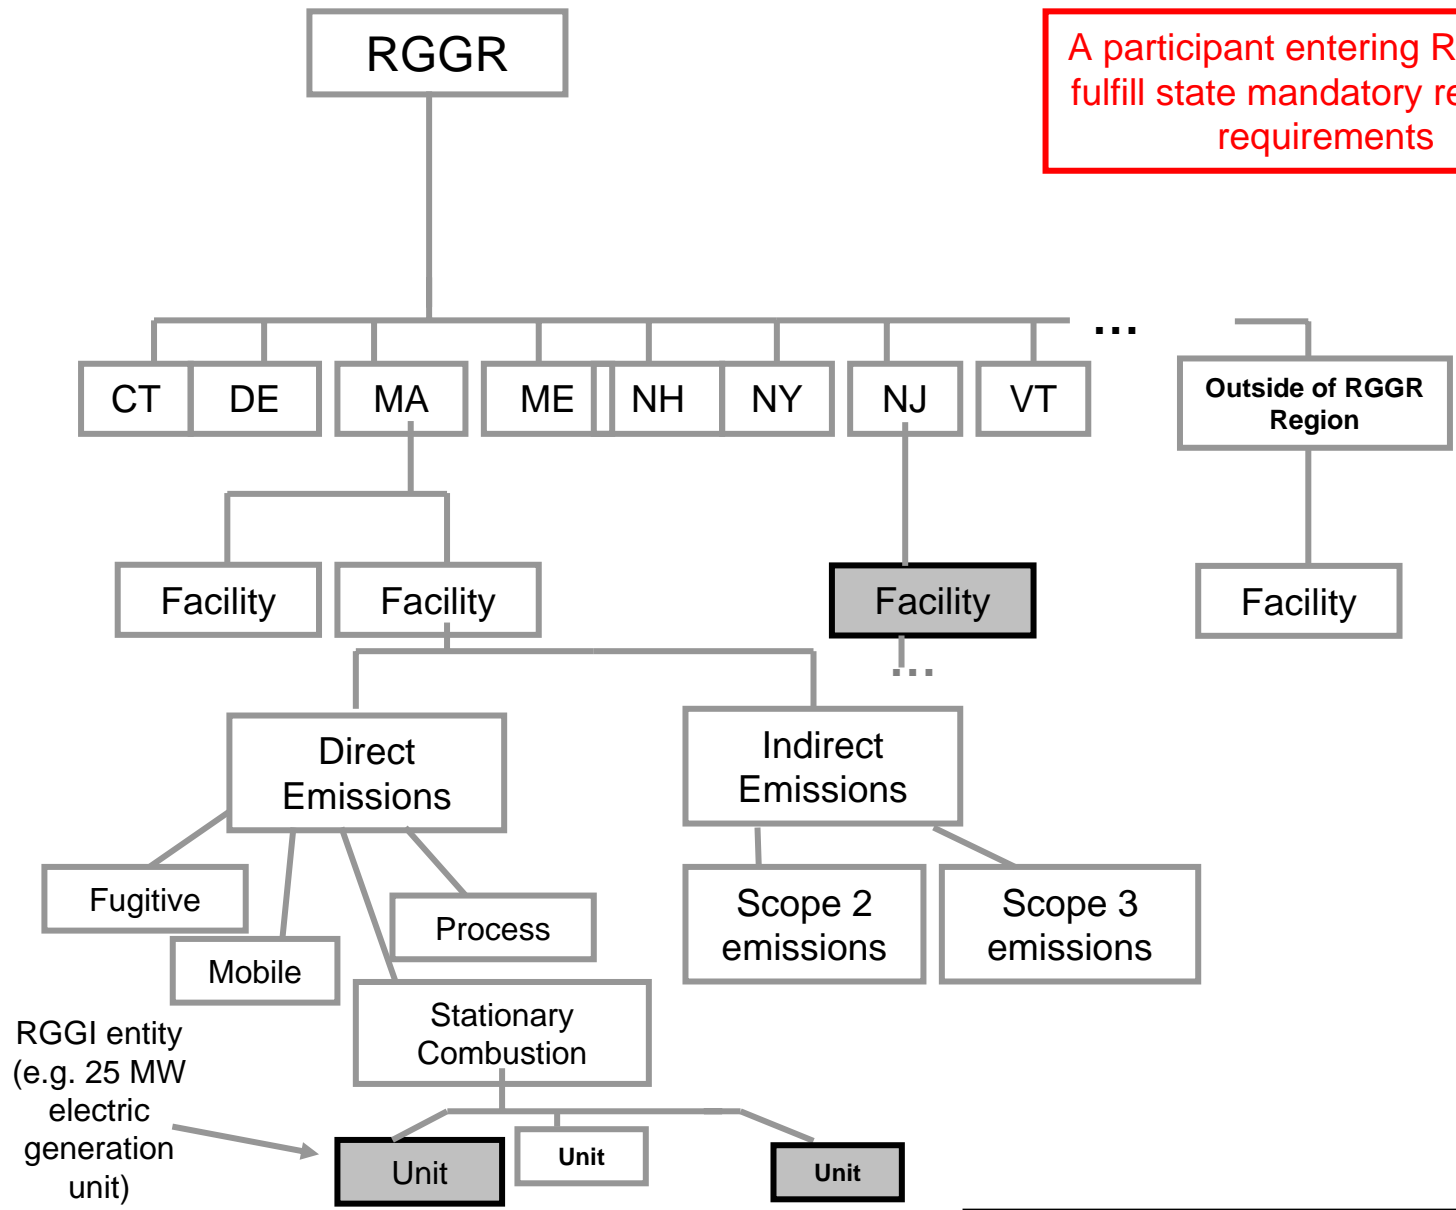 RGGR
A participant entering
fulfill state mandatory
requirements
...
CT
DE
MA
ME
NH
NY
NJ
VT
Outside of RGGR
Region
Facility
Facility
Facility
Facility
...
Direct
Emissions
Indirect
Emissions
Fugitive
Mobile
Process
Stationary
Combustion
Scope 2
emissions
Scope 3
emissions
RGGI entity
(e.g. 25 MW
electric
generation
unit)
Unit
Unit
Unit